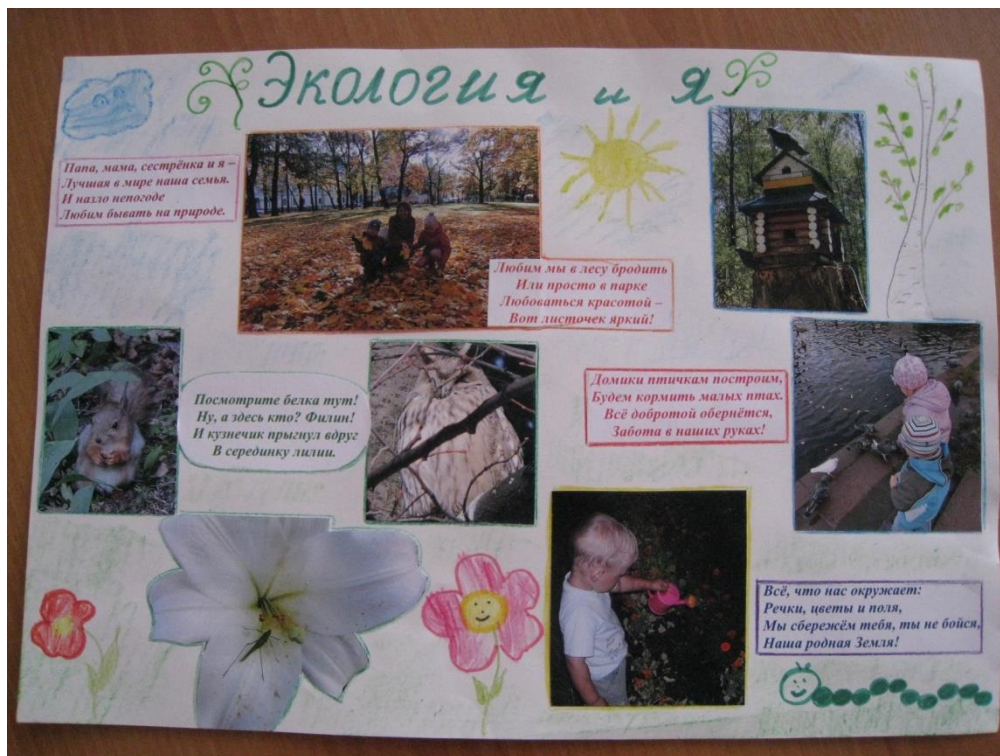 Экология и я
Папа, мама, сестрёнка и я –
Лучшая в мире наша семья.
И назло непогоде
Любим бывать на природе.
Любим мы в лесу бродить
Или просто в парке
Любоваться красотой –
Вот листочек яркий!
Посмотрите белка тут!
Ну, а здесь кто? Филин!
И кузнечик прыгнул вдруг
В серединку лилии.
Домики птичкам построим,
Будем кормить малых птах.
Всё добротой обернётся,
Забота в наших руках!
Всё, что нас окружает:
Речки, цветы и поля,
Мы сбережём тебя, ты не бойся,
Наша родная Земля!